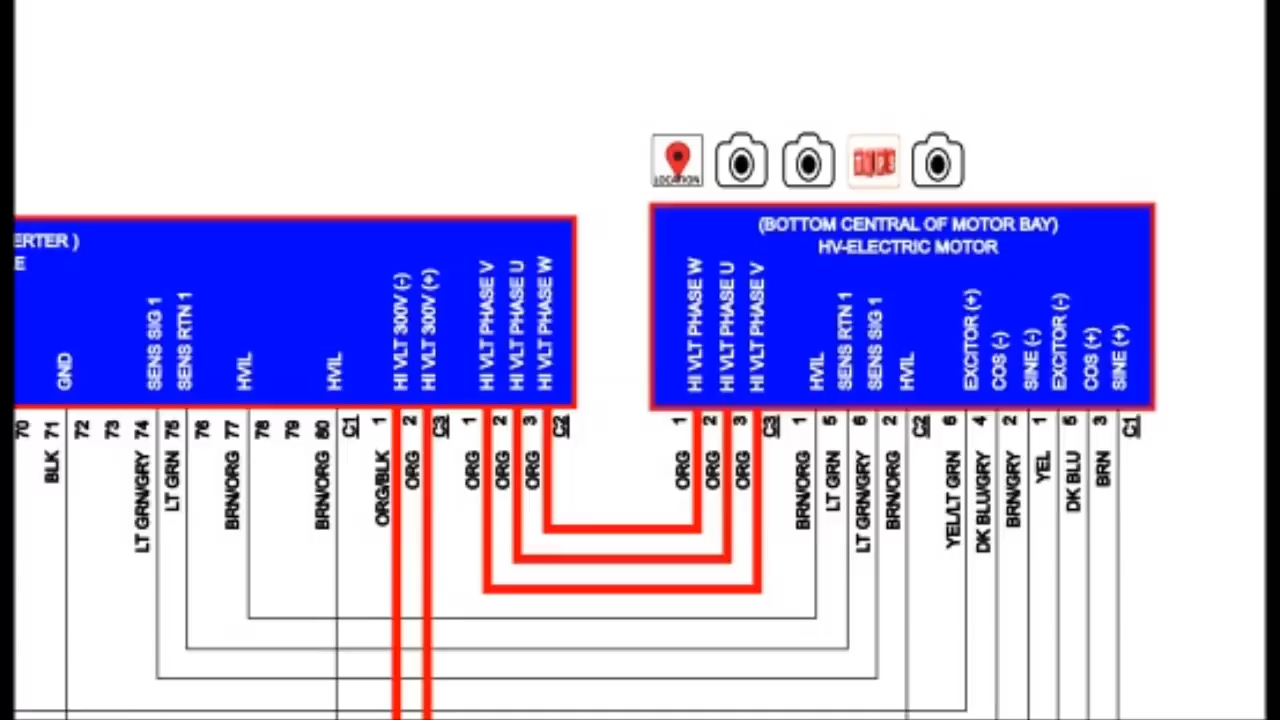 LOCATION
TIPS
(BOTTOM CENTRAL OF MOTOR BAY)
HV-ELECTRIC MOTOR
ERTER )
E
GND
SENS SIG 1
SENS RTN 1
HVIL
HVIL
HI VLT 300V (-)
HI VLT 300V (+)
HI VLT PHASE V
HI VLT PHASE U
HI VLT PHASE W
HI VLT PHASE W
HI VLT PHASE U
HI VLT PHASE V
HVIL
SENS RTN 1
SENS SIG 1
HVIL
EXCITOR (+)
COS (-)
SINE (-)
EXCITOR (-)
COS (+)
SINE (+)
70
71
72
73
74
75
76
77
78
79
80
C1
1
2
C3
1
2
3
C2
1
2
3
C3
1
5
6
2
C2
6
4
2
1
5
3
C1
BLK
LT GRN/GRY
LT GRN
BRN/ORG
BRN/ORG
ORG/BLK
ORG
ORG
ORG
ORG
ORG
ORG
ORG
BRN/ORG
LT GRN
LT GRN/GRY
BRN/ORG
YEL/LT GRN
DK BLU/GRY
BRN/GRY
YEL
DK BLU
BRN